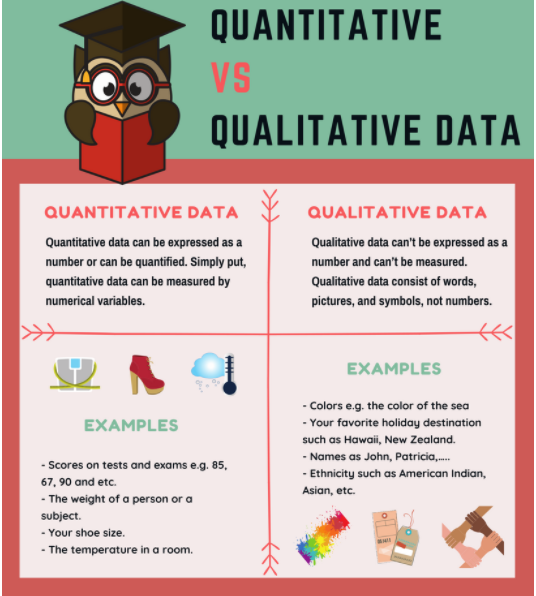 QUANTITATIVE
VS
QUALITATIVE DATA
QUANTITATIVE DATA
Quantitative data can be expressed as a
number or can be quantified. Simply put,
quantitative data can be measured by
numerical variables.
QUALITATIVE DATA
Qualitative data can’t be expressed as a
number and can’t be measured.
Qualitative data consist of words,
pictures, and symbols, not numbers.
EXAMPLES
- Scores on tests and exams e.g. 85,
67, 90 and etc.
- The weight of a person or a
subject.
- Your shoe size.
- The temperature in a room.
EXAMPLES
- Colors e.g. the color of the sea
- Your favorite holiday destination
such as Hawaii, New Zealand.
- Names as John, Patricia,.....
- Ethnicity such as American Indian,
Asian, etc.